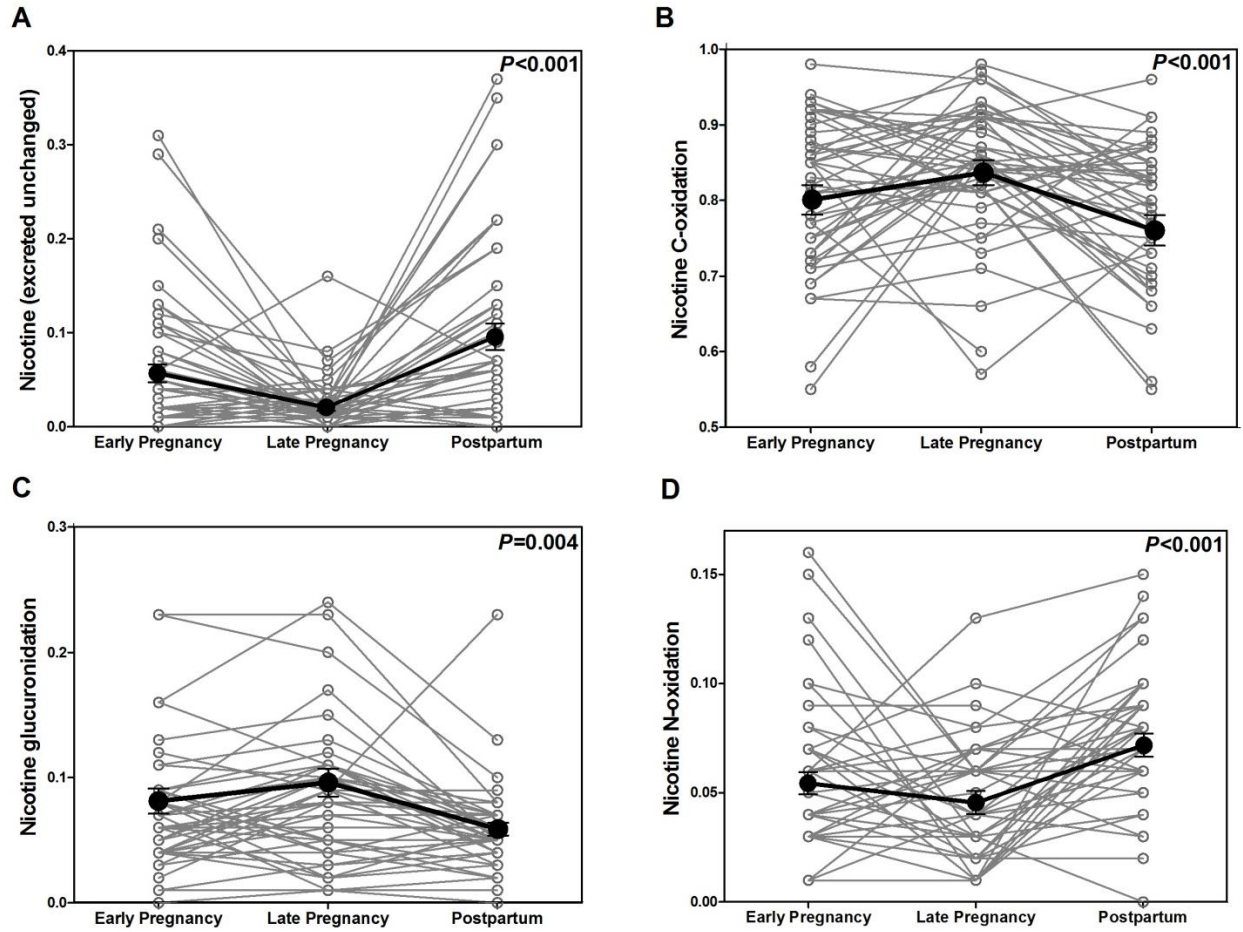 A
Nicotine (excreted unchanged)
0.4
0.3
0.2
0.1
0.0
P<0.001
Early Pregnancy Late Pregnancy Postpartum
B
Nicotine C-oxidation
1.0
0.9
0.8
0.7
0.6
0.5
P<0.001
Early Pregnancy Late Pregnancy Postpartum
C
Nicotine glucuronidation
0.3
0.2
0.1
0.0
P=0.004
Early Pregnancy Late Pregnancy Postpartum
D
Nicotine N-oxidation
0.15
0.10
0.05
0.00
P<0.001
Early Pregnancy Late Pregnancy Postpartum